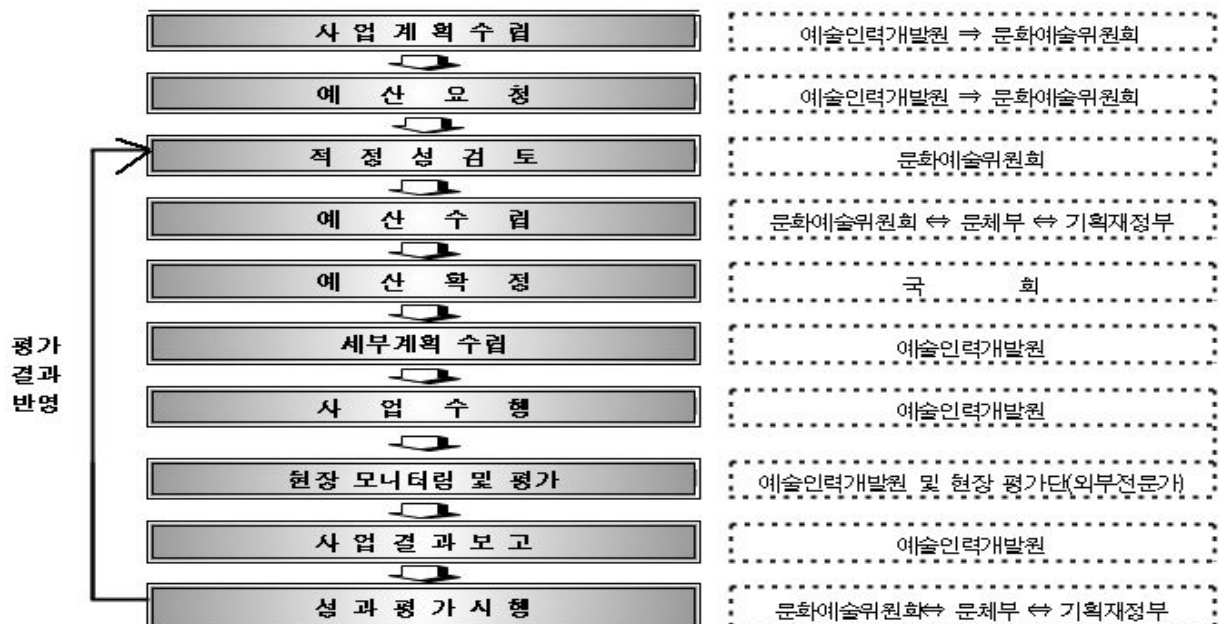 사 업 계 획 수 립
예술인력개발원 ⇒ 문화예술위원회
예 산 요 청
예술인력개발원 ⇒ 문화예술위원회
적 정 성 검 토
문화예술위원회
예 산 수 립
문화예술위원회 ⇔ 문체부 ⇔ 기획재정부
예 산 확 정
국 회
세부계획 수립
예술인력개발원
사 업 수 행
예술인력개발원
현장 모니터링 및 평가
예술인력개발원 및 현장 평가단(외부전문가)
사 업 결 과 보 고
예술인력개발원
성 과 평 가 시 행
문화예술위원회⇔ 문체부 ⇔ 기획재정부
평가
결과
반영